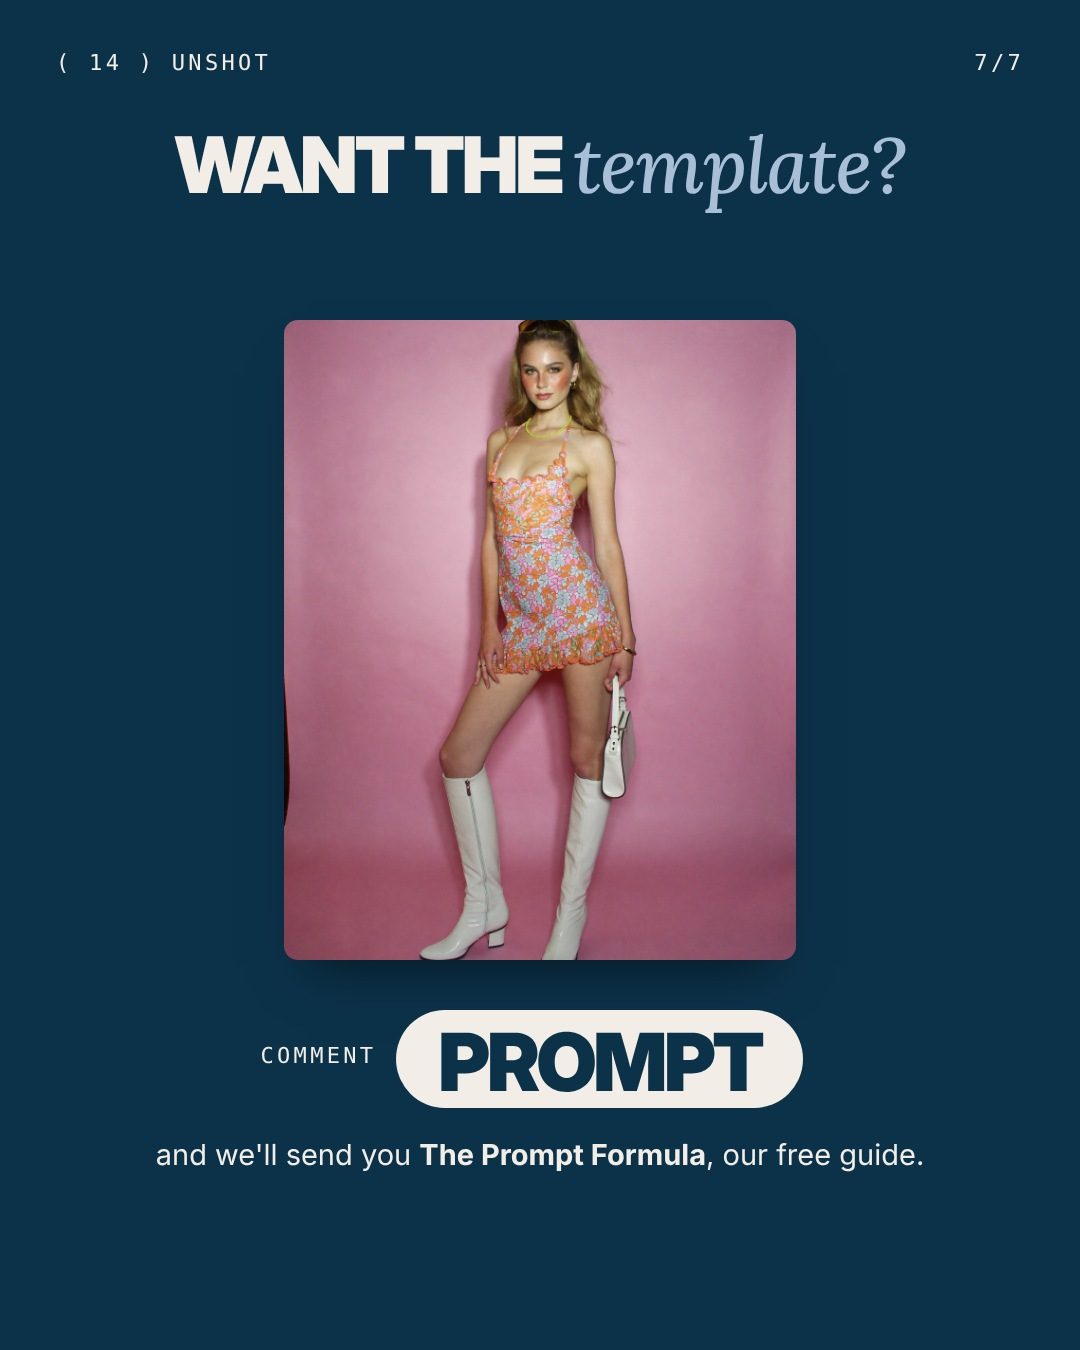 ( 14 ) UNSHOT
7/7
WANT THE template?
COMMENT PROMPT
and we'll send you The Prompt Formula, our free guide.